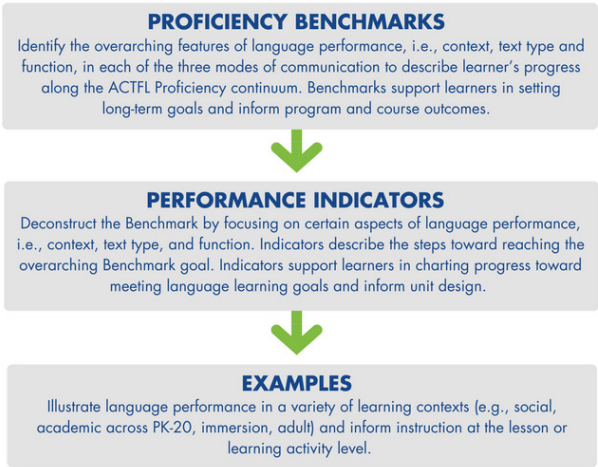 PROFICIENCY BENCHMARKS
Identify the overarching features of language performance, i.e., context, text type and
function, in each of the three modes of communication to describe learner's progress
along the ACTFL Proficiency continuum. Benchmarks support learners in setting
long-term goals and inform program and course outcomes.
PERFORMANCE INDICATORS
Deconstruct the Benchmark by focusing on certain aspects of language performance,
i.e., context, text type, and function. Indicators describe the steps toward reaching the
overarching Benchmark goal. Indicators support learners in charting progress toward
meeting language learning goals and inform unit design.
EXAMPLES
Illustrate language performance in a variety of learning contexts (e.g., social,
academic across PK-20, immersion, adult) and inform instruction at the lesson or
learning activity level.